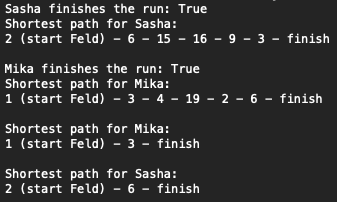 Sasha finishes the run: True
Shortest path for Sasha:
2 (start Feld) – 6 – 15 – 16 – 9 – 3 – finish
Mika finishes the run: True
Shortest path for Mika:
1 (start Feld) – 3 – 4 – 19 – 2 – 6 – finish
Shortest path for Mika:
1 (start Feld) – 3 – finish
Shortest path for Sasha:
2 (start Feld) – 6 – finish